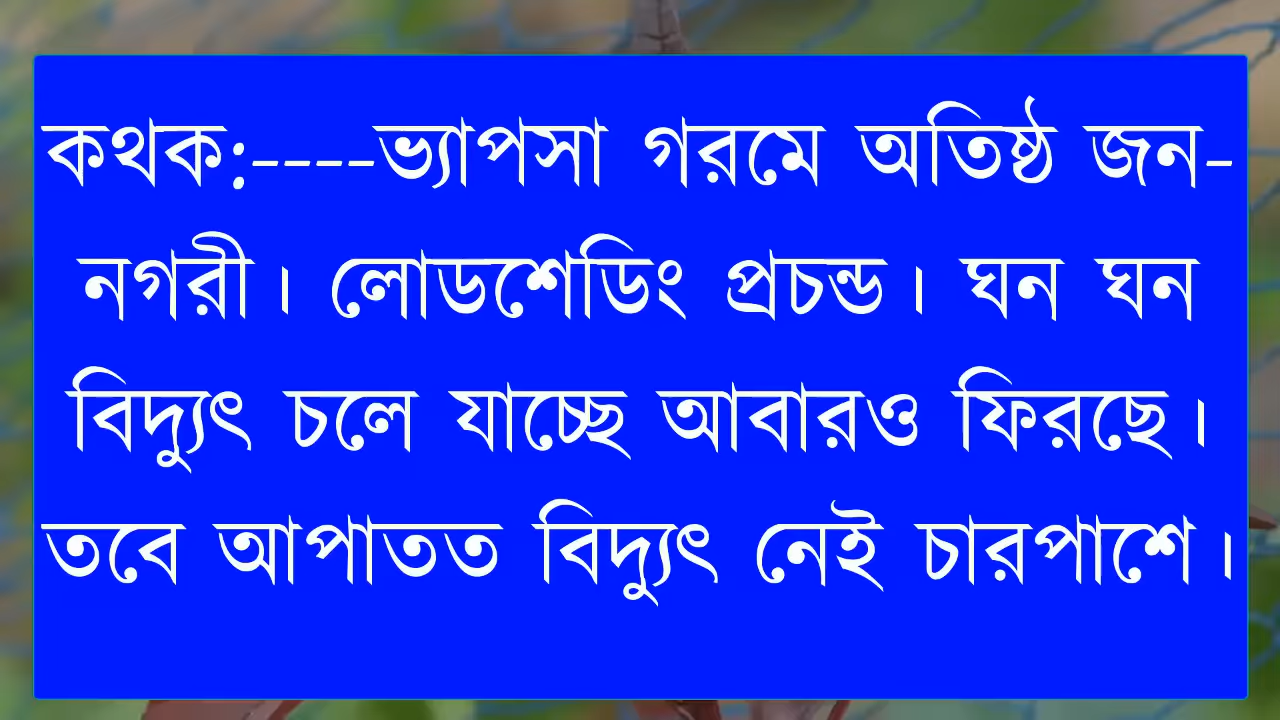 কথক:----ভ্যাপসা গরমে অতিষ্ঠ জন-
নগরী। লোডশেডিং প্রচন্ড। ঘন ঘন
বিদ্যুৎ চলে যাচ্ছে আবারও ফিরছে।
তবে আপাতত বিদ্যুৎ নেই চারপাশে।